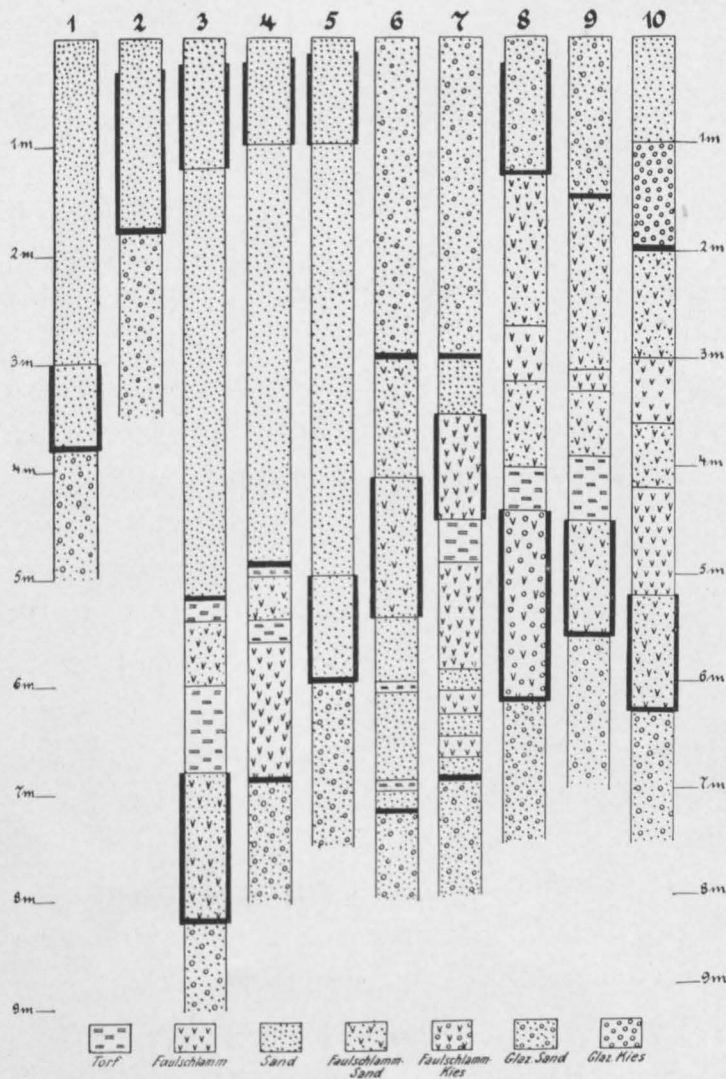 1 2 3 4 5 6 7 8 9 10
1m 1m
2m 2m
3m 3m
4m 4m
5m 5m
6m 6m
7m 7m
8m 8m
9m 9m
Torf Faulschlamm Sand Faulschlamm-Sand Faulschlamm-Kies Glaz. Sand Glaz. Kies